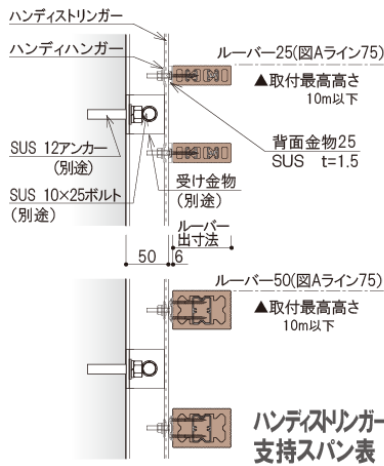 ハンディストリンガー
ハンディハンガー
ルーバー25(図Aライン75)
▲取付最高高さ
10m以下
SUS 12アンカー
(別途)
背面金物25
SUS t=1.5
SUS 10×25ボルト
(別途)
受け金物
(別途)
ルーバー
出寸法
50 6
ルーバー50(図Aライン75)
▲取付最高高さ
10m以下
ハンディストリンガー
支持スパン表